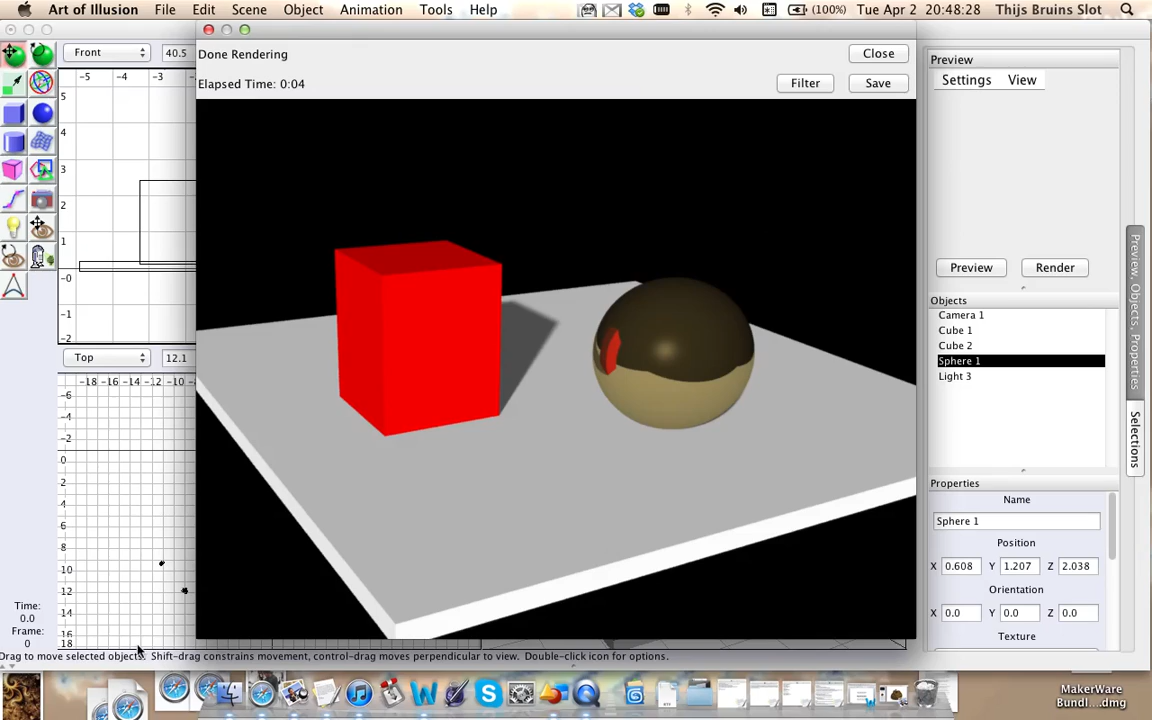 Art of Illusion File Edit Scene Object Animation Tools Help (100%) Tue Apr 2 20:48:28 Thijs Bruins Slot
Front 40.5
-5 -4 -3
5
4
3
2
1
-0
-1
-2
Top 12.1
-18 -16 -14 -12 -10
-6
-4
-2
0
2
4
6
8
10
12
14
16
18
Time:
0.0
Frame:
0
Done Rendering Close
Elapsed Time: 0:04 Filter Save
Preview
Settings View
Preview Render
Objects
Camera 1
Cube 1
Cube 2
Sphere 1
Light 3
Properties
Name
Sphere 1
Position
X 0.608 Y 1.207 Z 2.038
Orientation
X 0.0 Y 0.0 Z 0.0
Texture
Preview, Objects, Properties
Selections
Drag to move selected objects. Shift-drag constrains movement, control-drag moves perpendicular to view. Double-click icon for options.
MakerWare
Bundl....dmg